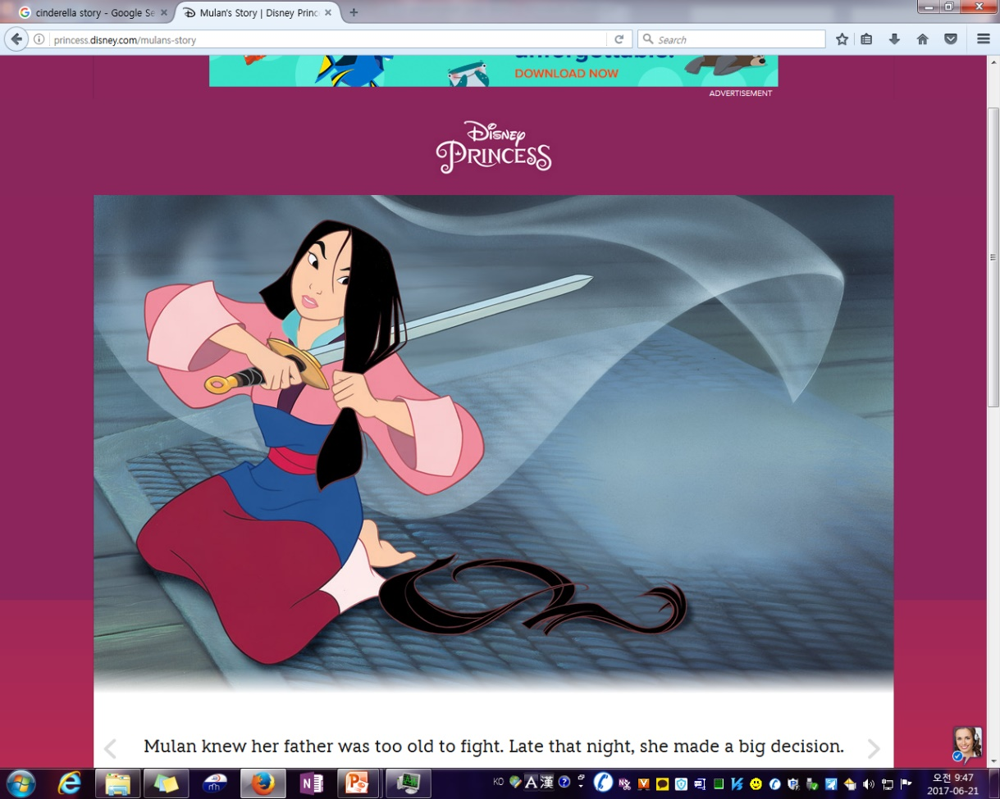 cinderella story - Google Se
Mulan's Story | Disney Princ
princess.disney.com/mulans-story
Search
unforgettable.
DOWNLOAD NOW
ADVERTISEMENT
Disney
PRINCESS
Mulan knew her father was too old to fight. Late that night, she made a big decision.
KO
A
漢
오전 9:47
2017-06-21